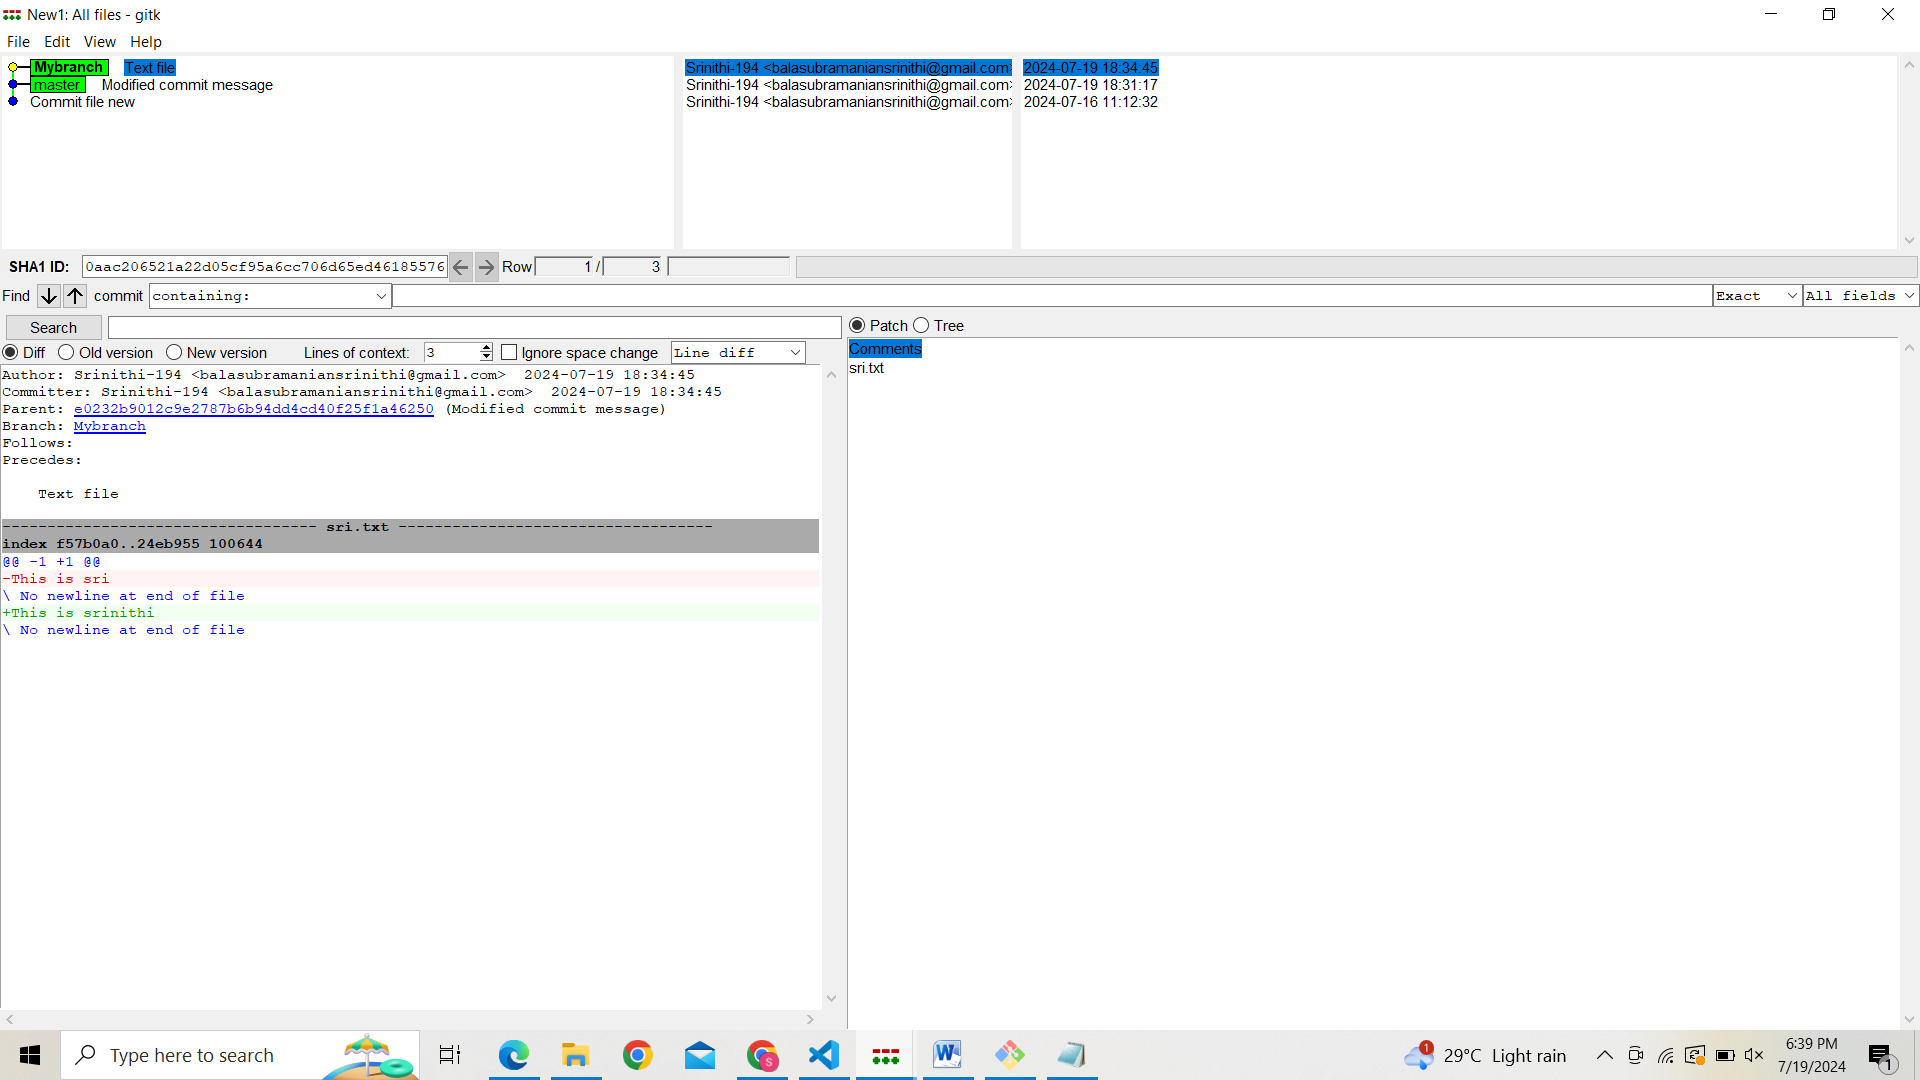 New1: All files - gitk
File Edit View Help
Mybranch Text file Srinithi-194 <balasubramaniansrinithi@gmail.com> 2024-07-19 18:34:45
master Modified commit message Srinithi-194 <balasubramaniansrinithi@gmail.com> 2024-07-19 18:31:17
Commit file new Srinithi-194 <balasubramaniansrinithi@gmail.com> 2024-07-16 11:12:32
SHA1 ID: 0aac206521a22d05cf95a6cc706d65ed46185576 Row 1 / 3
Find commit containing: Exact All fields
Search Patch Tree
Diff Old version New version Lines of context: 3 Ignore space change Line diff
Comments
sri.txt
Author: Srinithi-194 <balasubramaniansrinithi@gmail.com> 2024-07-19 18:34:45
Committer: Srinithi-194 <balasubramaniansrinithi@gmail.com> 2024-07-19 18:34:45
Parent: e0232b9012c9e2787b6b94dd4cd40f25f1a46250 (Modified commit message)
Branch: Mybranch
Follows:
Precedes:
Text file
----------------------------------- sri.txt -----------------------------------
index f57b0a0..24eb955 100644
@@ -1 +1 @@
-This is sri
\ No newline at end of file
+This is srinithi
\ No newline at end of file
Type here to search
S
W
1
29°C Light rain
6:39 PM
7/19/2024
1